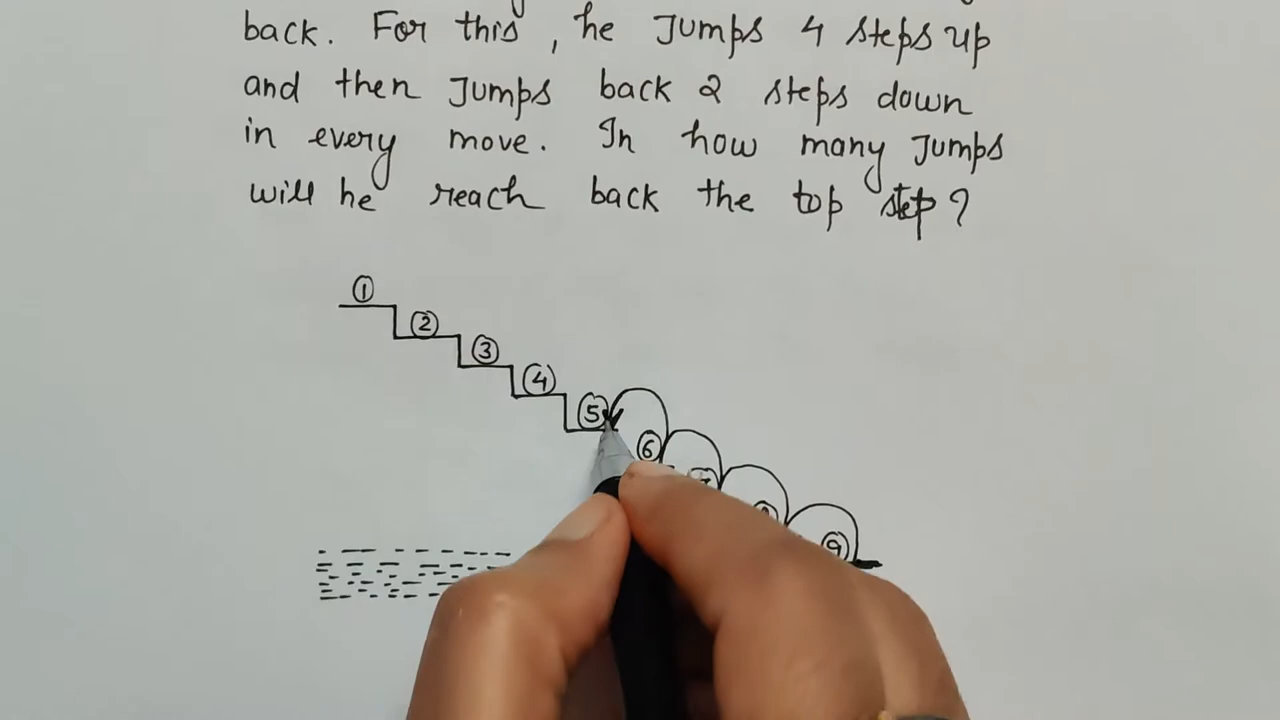 back. For this, he Jumps 4 steps up
and then Jumps back 2 steps down
in every move. In how many Jumps
will he reach back the top step?
①
②
③
④
⑤
⑥
⑨